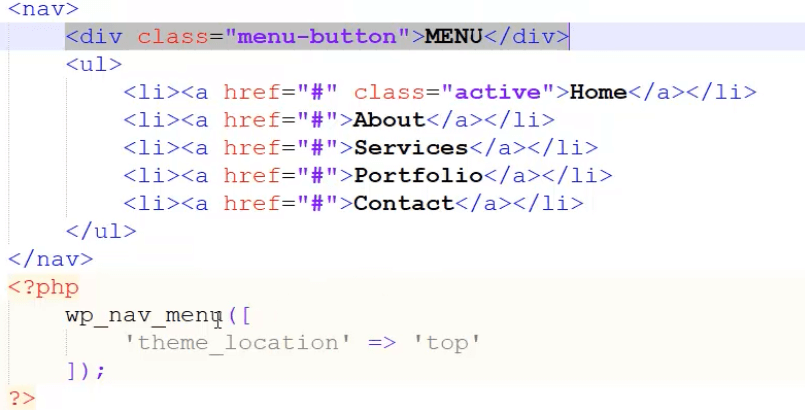 <nav>
<div class="menu-button">MENU</div>
<ul>
<li><a href="#" class="active">Home</a></li>
<li><a href="#">About</a></li>
<li><a href="#">Services</a></li>
<li><a href="#">Portfolio</a></li>
<li><a href="#">Contact</a></li>
</ul>
</nav>
<?php
wp_nav_menu([
'theme_location' => 'top'
]);
?>